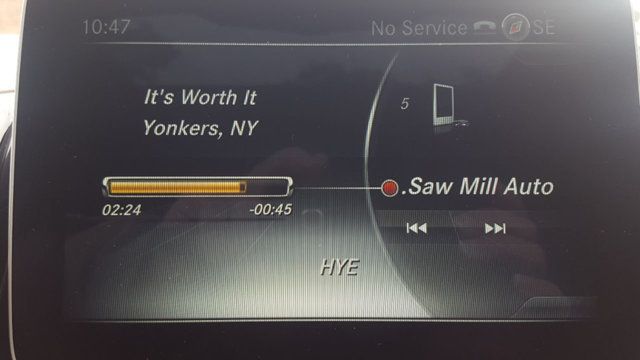 10:47 No Service SE
It's Worth It
Yonkers, NY
5
.Saw Mill Auto
02:24 -00:45
HYE